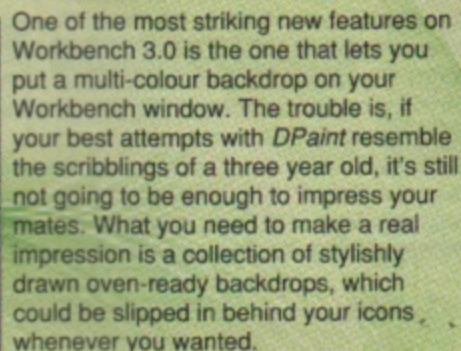 One of the most striking new features on
Workbench 3.0 is the one that lets you
put a multi-colour backdrop on your
Workbench window. The trouble is, if
your best attempts with DPaint resemble
the scribblings of a three year old, it's still
not going to be enough to impress your
mates. What you need to make a real
impression is a collection of stylishly
drawn oven-ready backdrops, which
could be slipped in behind your icons
whenever you wanted.